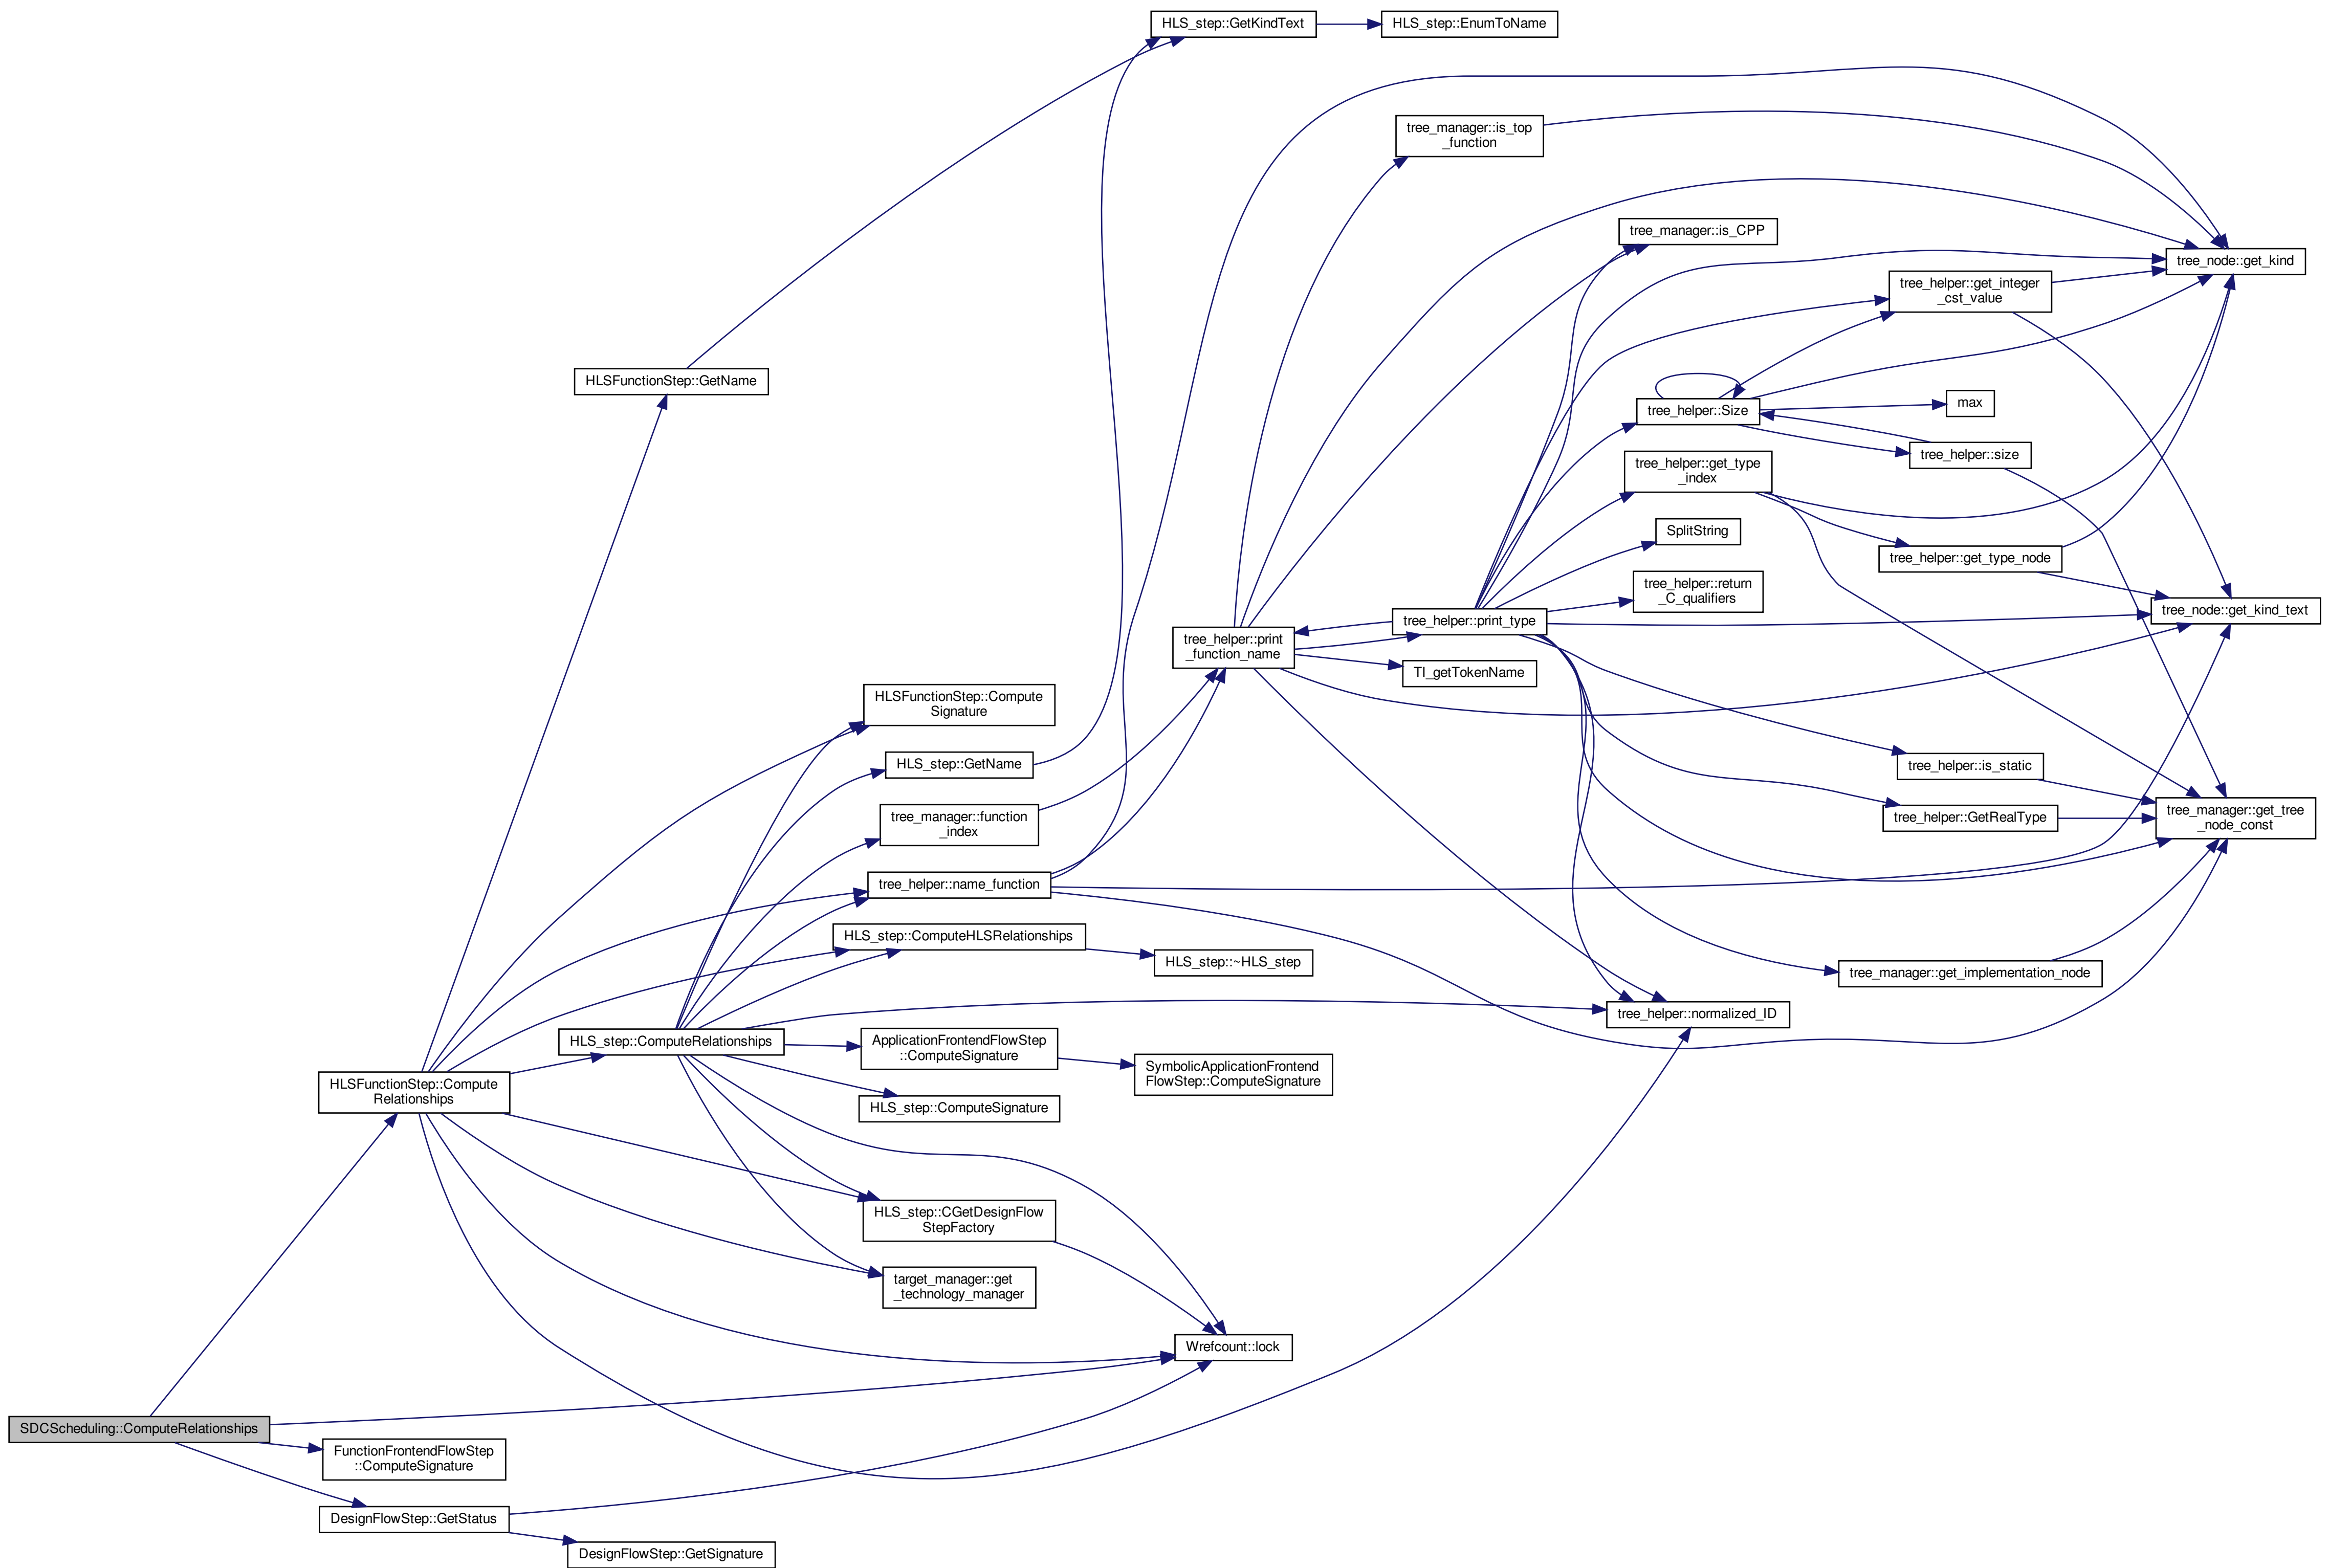 HLS_step::GetKindText
HLS_step::EnumToName
tree_manager::is_top
_function
tree_manager::is_CPP
tree_node::get_kind
tree_helper::get_integer
_cst_value
HLSFunctionStep::GetName
max
tree_helper::Size
tree_helper::size
tree_helper::get_type
_index
SplitString
tree_helper::get_type_node
tree_helper::return
_C_qualifiers
tree_node::get_kind_text
tree_helper::print_type
tree_helper::print
_function_name
TI_getTokenName
HLSFunctionStep::Compute
Signature
HLS_step::GetName
tree_helper::is_static
tree_manager::get_tree
_node_const
tree_helper::GetRealType
tree_manager::function
_index
tree_helper::name_function
HLS_step::ComputeHLSRelationships
HLS_step::~HLS_step
tree_manager::get_implementation_node
tree_helper::normalized_ID
HLS_step::ComputeRelationships
ApplicationFrontendFlowStep
::ComputeSignature
SymbolicApplicationFrontend
FlowStep::ComputeSignature
HLSFunctionStep::Compute
Relationships
HLS_step::ComputeSignature
HLS_step::CGetDesignFlow
StepFactory
target_manager::get
_technology_manager
Wrefcount::lock
SDCScheduling::ComputeRelationships
FunctionFrontendFlowStep
::ComputeSignature
DesignFlowStep::GetStatus
DesignFlowStep::GetSignature